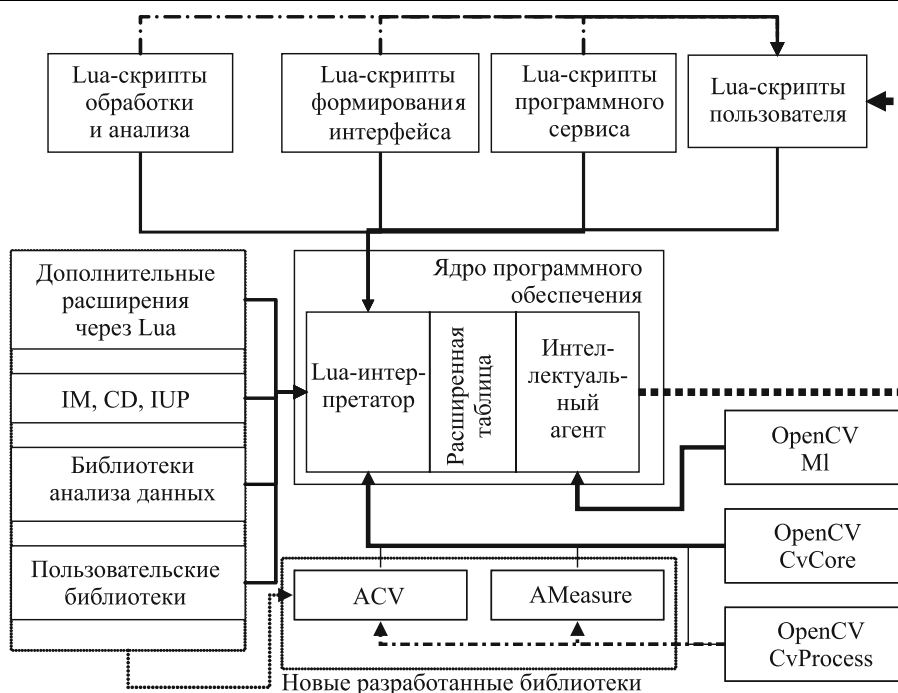 Lua-скрипты
обработки
и анализа
Lua-скрипты
формирования
интерфейса
Lua-скрипты
программного
сервиса
Lua-скрипты
пользователя
Дополнительные
расширения
через Lua
IM, CD, IUP
Библиотеки
анализа данных
Пользовательские
библиотеки
Ядро программного
обеспечения
Lua-интер-
претатор
Расширенная
таблица
Интел-
лектуаль-
ный
агент
OpenCV
Ml
OpenCV
CvCore
OpenCV
CvProcess
ACV
AMeasure
Новые разработанные библиотеки